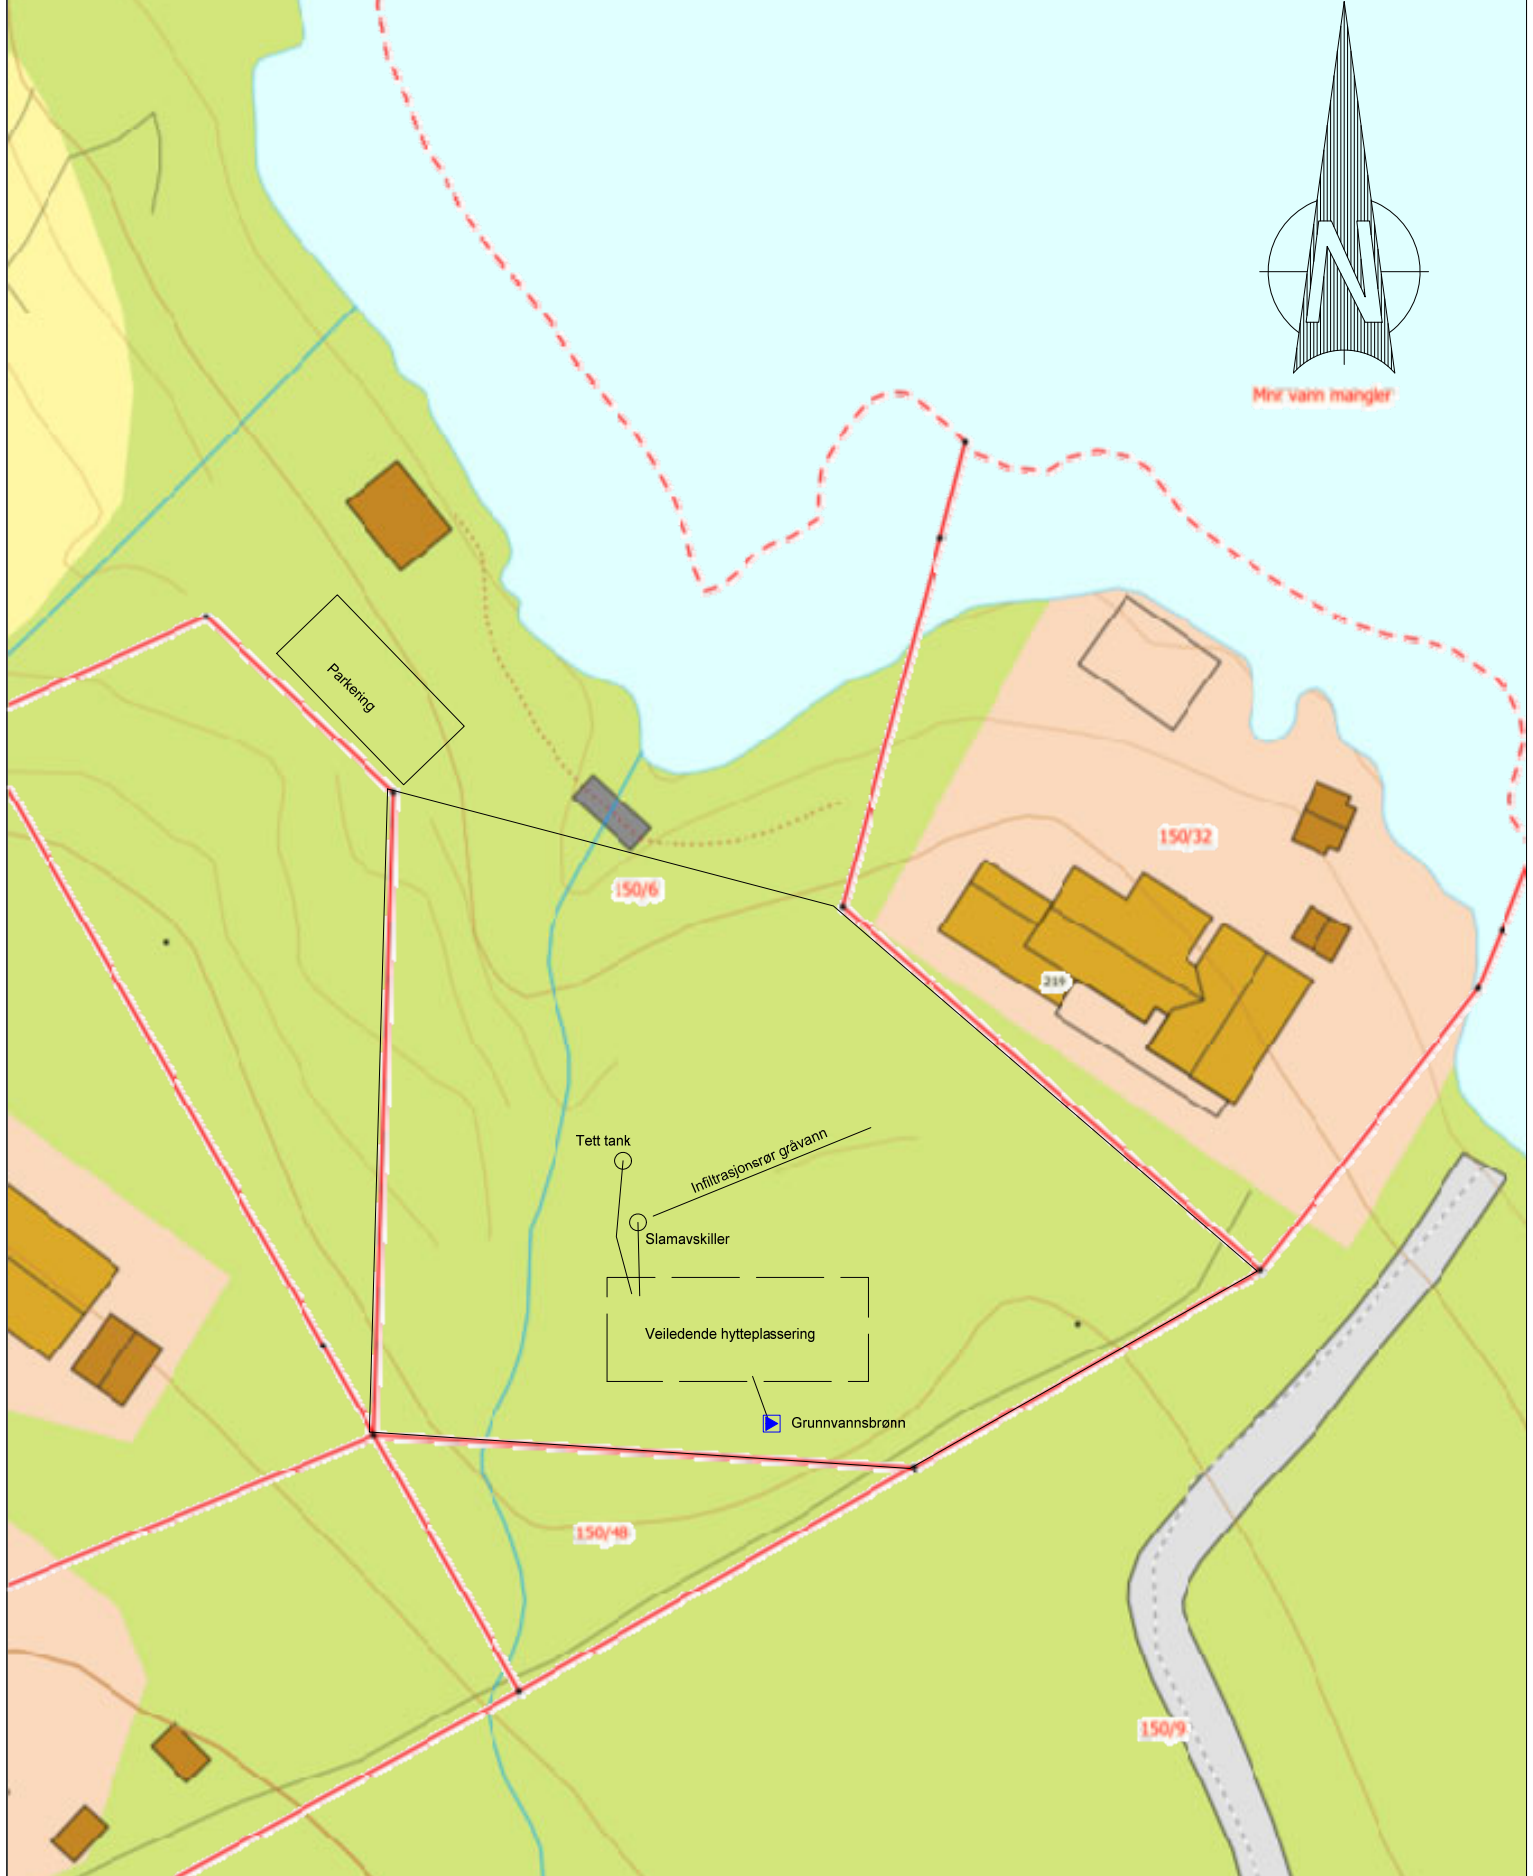 N
Mnr vann mangler
Parkering
150/32
150/6
219
Tett tank
Infiltrasjonsrør gråvann
Slamavskiller
Veiledende hytteplassering
Grunnvannsbrønn
150/48
150/9